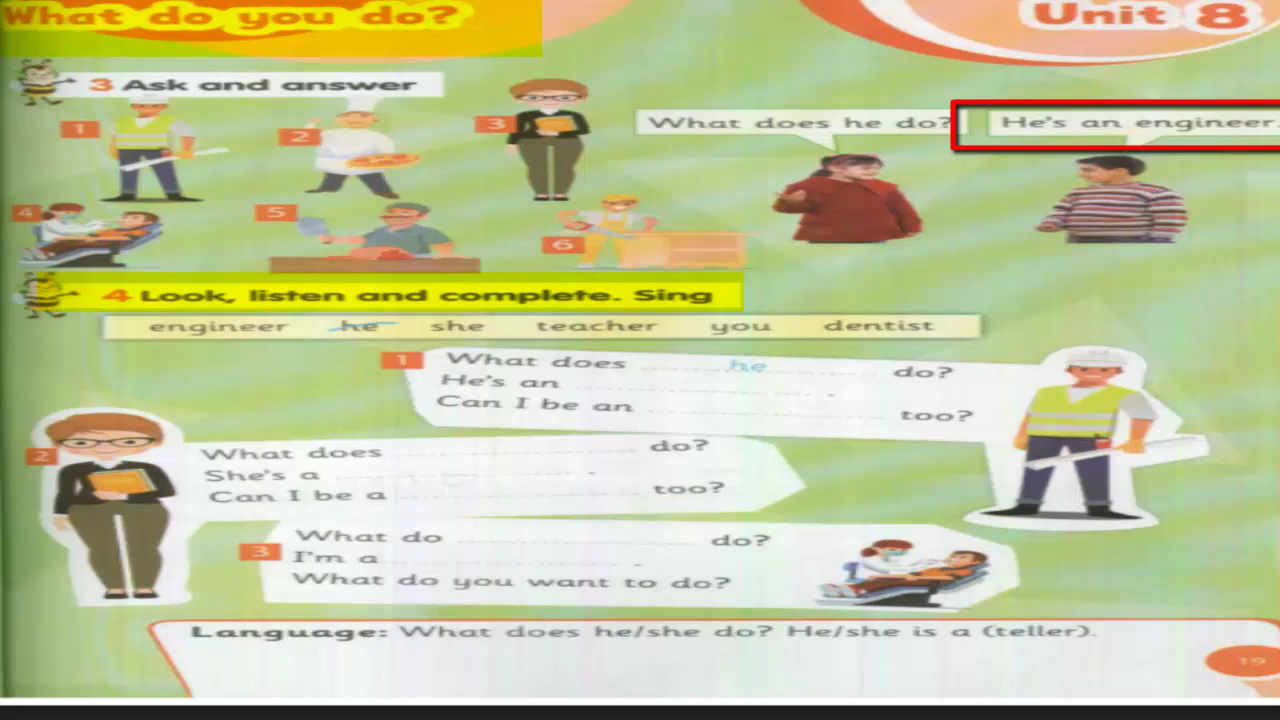 What do you do?
Unit 8
3 Ask and answer
1
2
3
What does he do?
He's an engineer.
4
5
6
4 Look, listen and complete. Sing
engineer he she teacher you dentist
1 What does he do?
He's an
Can I be an too?
2 What does do?
She's a .
Can I be a too?
3 What do do?
I'm a .
What do you want to do?
Language: What does he/she do? He/she is a (teller).
19